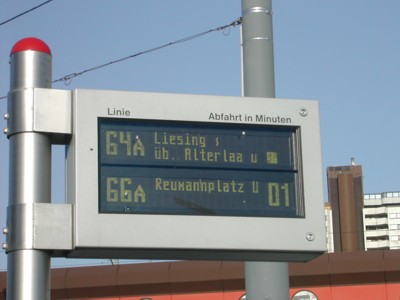 Linie Abfahrt in Minuten
64A Liesing S
üb. Alterlaa U
66A Reumannplatz U 01